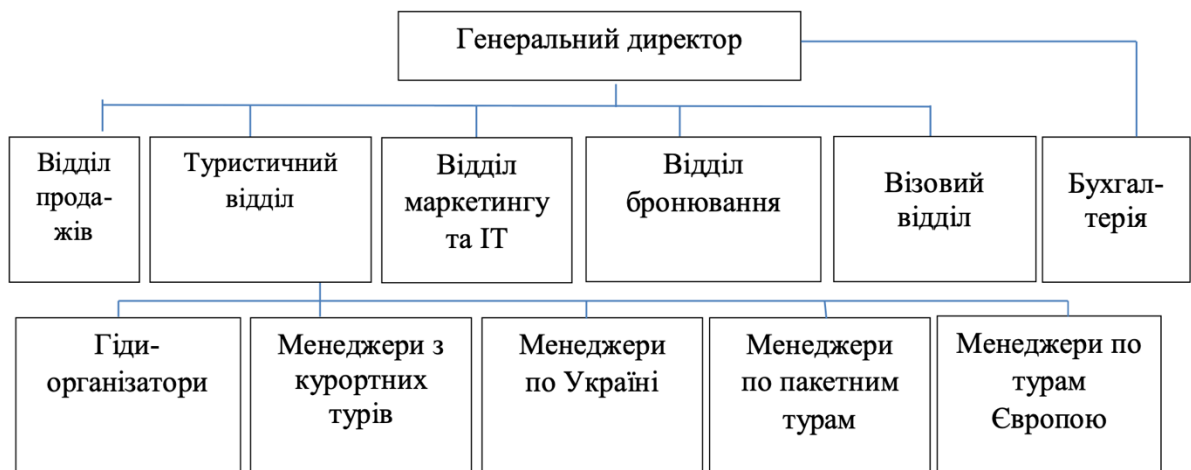 Генеральний директор
Відділ
прода-
жів
Туристичний
відділ
Відділ
маркетингу
та ІТ
Відділ
бронювання
Візовий
відділ
Бухгал-
терія
Гіди-
організатори
Менеджери з
курортних
турів
Менеджери
по Україні
Менеджери
по пакетним
турам
Менеджери по
турам
Європою